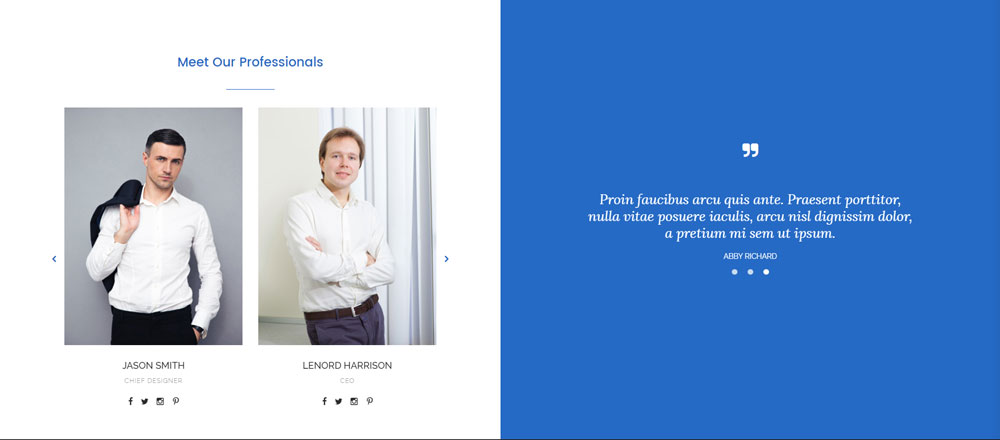 Meet Our Professionals
JASON SMITH
CHIEF DESIGNER
LENORD HARRISON
CEO
Proin faucibus arcu quis ante. Praesent porttitor,
nulla vitae posuere iaculis, arcu nisl dignissim dolor,
a pretium mi sem ut ipsum.
ABBY RICHARD